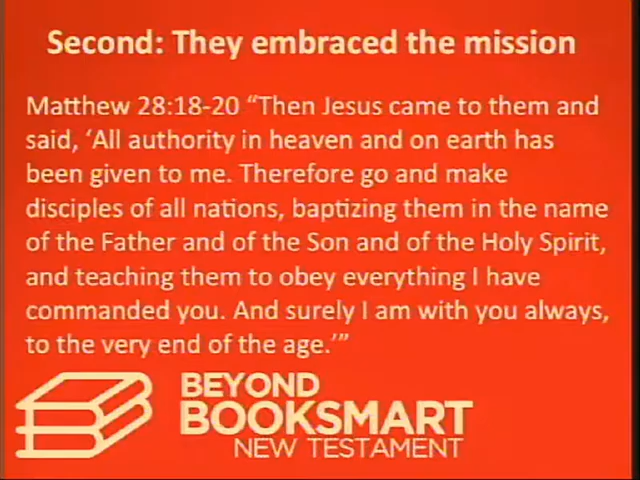 Second: They embraced the mission
Matthew 28:18-20 “Then Jesus came to them and
said, ‘All authority in heaven and on earth has
been given to me. Therefore go and make
disciples of all nations, baptizing them in the name
of the Father and of the Son and of the Holy Spirit,
and teaching them to obey everything I have
commanded you. And surely I am with you always,
to the very end of the age.’”
BEYOND
BOOKSMART
NEW TESTAMENT